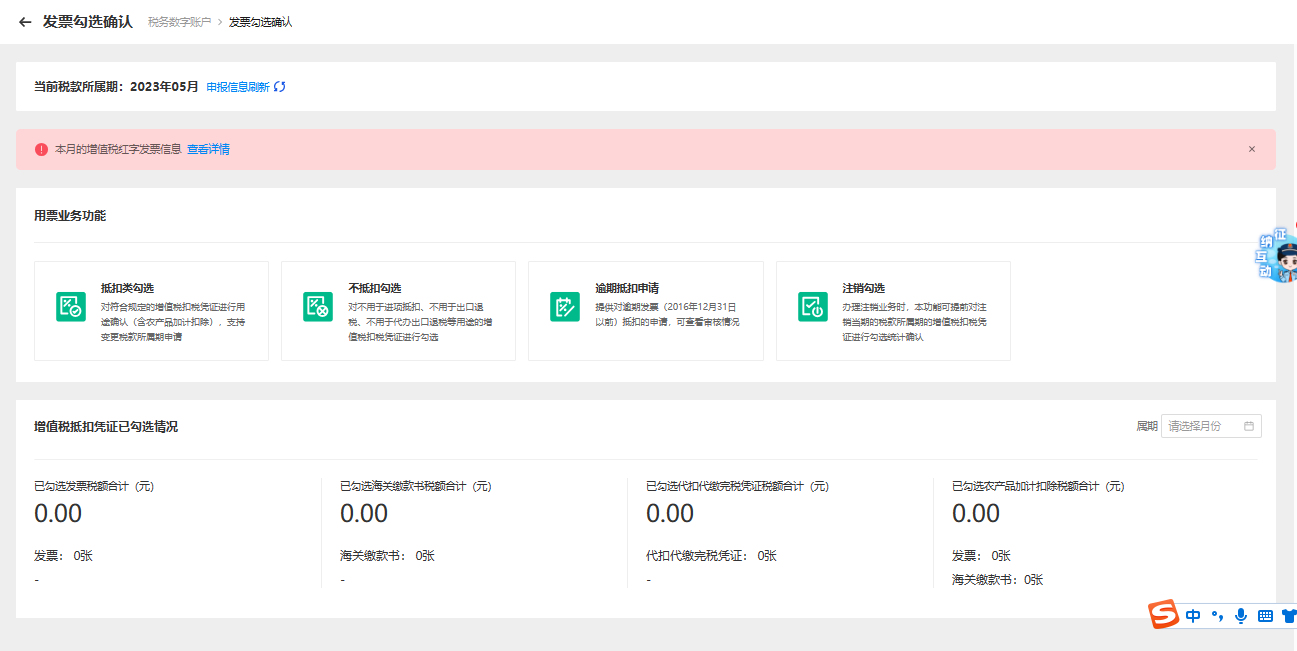 发票勾选确认 税务数字账户 > 发票勾选确认
当前税款所属期：2023年05月 申报信息刷新
本月的增值税红字发票信息 查看详情
用票业务功能
抵扣类勾选
对符合规定的增值税扣税凭证进行用
途确认（含农产品加计扣除），支持
变更税款所属期申请
不抵扣勾选
对不用于进项抵扣、不用于出口退
税、不用于代办出口退税等用途的增
值税扣税凭证进行勾选
逾期抵扣申请
提供对逾期发票（2016年12月31日
以前）抵扣的申请，可查看审核情况
注销勾选
办理注销业务时，本功能可提前对注
销当期的税款所属期的增值税扣税凭
证进行勾选统计确认
纳
征
互
动
增值税抵扣凭证已勾选情况
属期 请选择月份
已勾选发票税额合计（元）
0.00
发票： 0张
-
已勾选海关缴款书税额合计（元）
0.00
海关缴款书： 0张
-
已勾选代扣代缴完税凭证税额合计（元）
0.00
代扣代缴完税凭证： 0张
-
已勾选农产品加计扣除税额合计（元）
0.00
发票： 0张
海关缴款书：0张
S 中